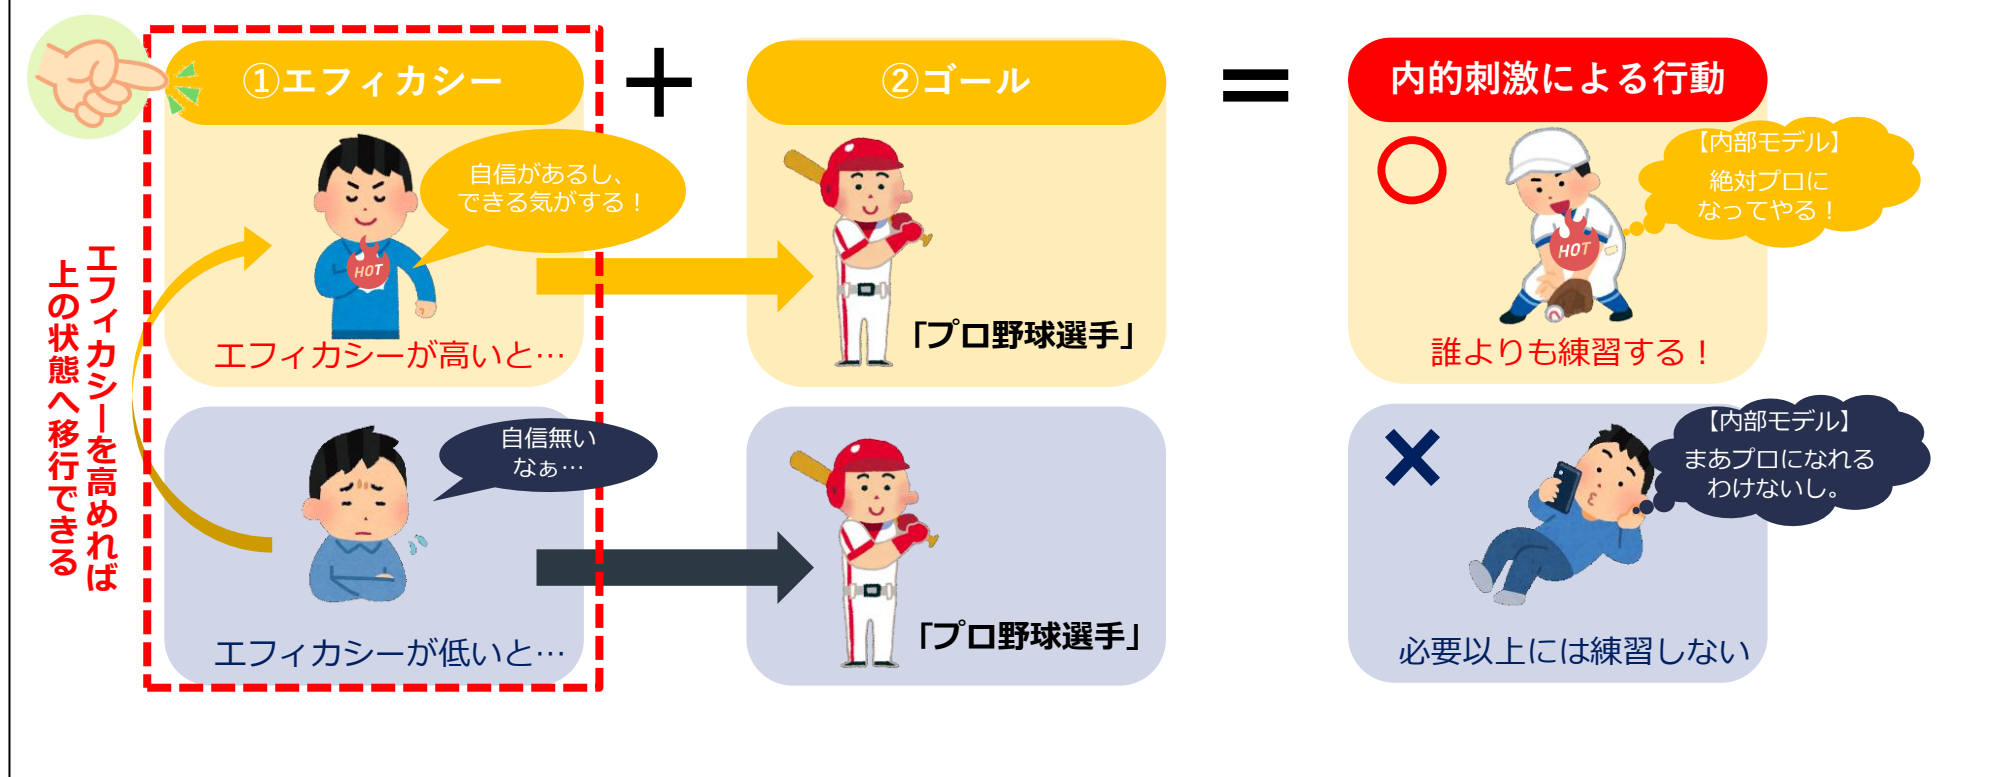 ①エフィカシー
＋
②ゴール
＝
内的刺激による行動
自信があるし、
できる気がする！
HOT
エフィカシーが高いと…
「プロ野球選手」
【内部モデル】
絶対プロに
なってやる！
HOT
誰よりも練習する！
エフィカシーを高めれば
上の状態へ移行できる
自信無い
なぁ…
エフィカシーが低いと…
「プロ野球選手」
【内部モデル】
まあプロになれる
わけないし。
必要以上には練習しない